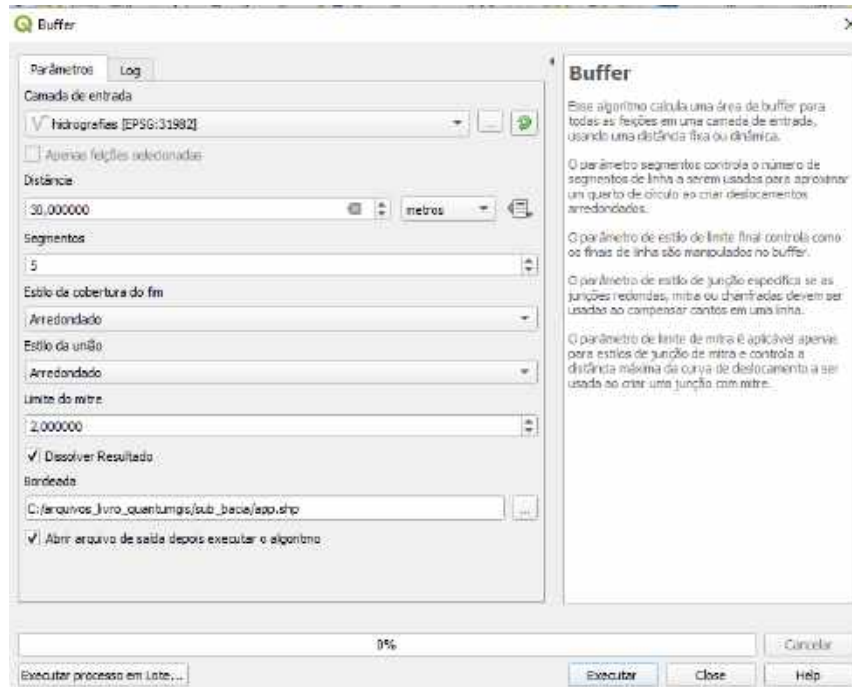 Buffer
Parâmetros
Log
Camada de entrada
hidrografias [EPSG:31982]
...
Apenas feições selecionadas
Distância
30,000000
metros
Segmentos
5
Estilo da cobertura do fim
Arredondado
Estilo da união
Arredondado
Limite do mitre
2,000000
Dissolver Resultado
Bordeada
C:/arquivos_livro_quantumgis/sub_bacia/app.shp
...
Abrir arquivo de saída depois executar o algoritmo
Buffer
Esse algoritmo calcula uma área de buffer para
todas as feições em uma camada de entrada,
usando uma distância fixa ou dinâmica.
O parâmetro segmentos controla o número de
segmentos de linha a serem usados para aproximar
um quarto de círculo ao criar deslocamentos
arredondados.
O parâmetro de estilo de limite final controla como
os finais de linha são manipulados no buffer.
O parâmetro de estilo de junção especifica se as
junções redondas, mitra ou chanfradas devem ser
usadas ao compensar cantos em uma linha.
O parâmetro de limite de mitra é aplicável apenas
para estilos de junção de mitra e controla a
distância máxima da curva de deslocamento a ser
usada ao criar uma junção com mitre.
0%
Cancelar
Executar processo em Lote,...
Executar
Close
Help